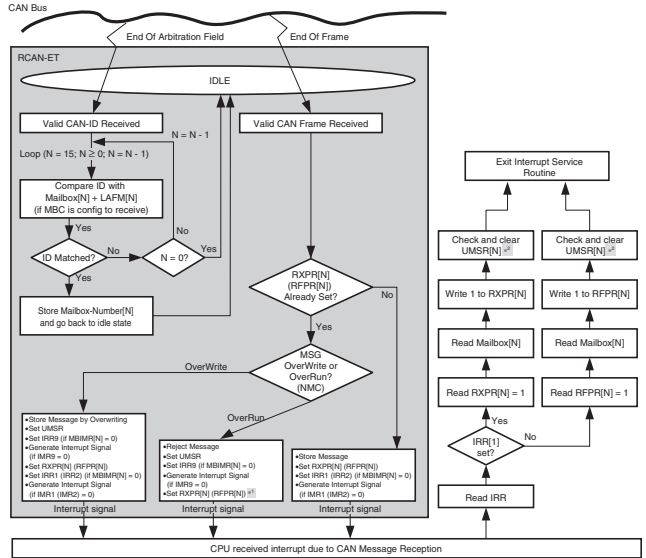 CAN Bus
End Of Arbitration Field
End Of Frame
RCAN-ET
IDLE
Valid CAN-ID Received
Valid CAN Frame Received
N = N - 1
Loop (N = 15; N ≥ 0; N = N - 1)
Compare ID with
Mailbox[N] + LAFM[N]
(if MBC is config to receive)
Yes
No
ID Matched?
No
N = 0?
Yes
Yes
Store Mailbox-Number[N]
and go back to idle state
RXPR[N]
(RFPR[N])
Already Set?
No
Yes
MSG
OverWrite or
OverRun?
(NMC)
OverWrite
OverRun
•Store Message by Overwriting
•Set UMSR
•Set IRR9 (if MBIMR[N] = 0)
•Generate Interrupt Signal
(if IMR9 = 0)
•Set RXPR[N] (RFPR[N])
•Set IRR1 (IRR2) (if MBIMR[N] = 0)
•Generate Interrupt Signal
(if IMR1 (IMR2) = 0)
•Reject Message
•Set UMSR
•Set IRR9 (if MBIMR[N] = 0)
•Generate Interrupt Signal
(if IMR9 = 0)
•Set RXPR[N] (RFPR[N]) *¹
•Store Message
•Set RXPR[N] (RFPR[N])
•Set IRR1 (IRR2) (if MBIMR[N] = 0)
•Generate Interrupt Signal
(if IMR1 (IMR2) = 0)
Interrupt signal
Interrupt signal
Interrupt signal
CPU received interrupt due to CAN Message Reception
Exit Interrupt Service
Routine
Check and clear
UMSR[N] *²
Check and clear
UMSR[N] *²
Write 1 to RXPR[N]
Write 1 to RFPR[N]
Read Mailbox[N]
Read Mailbox[N]
Read RXPR[N] = 1
Read RFPR[N] = 1
Yes
IRR[1]
set?
No
Read IRR